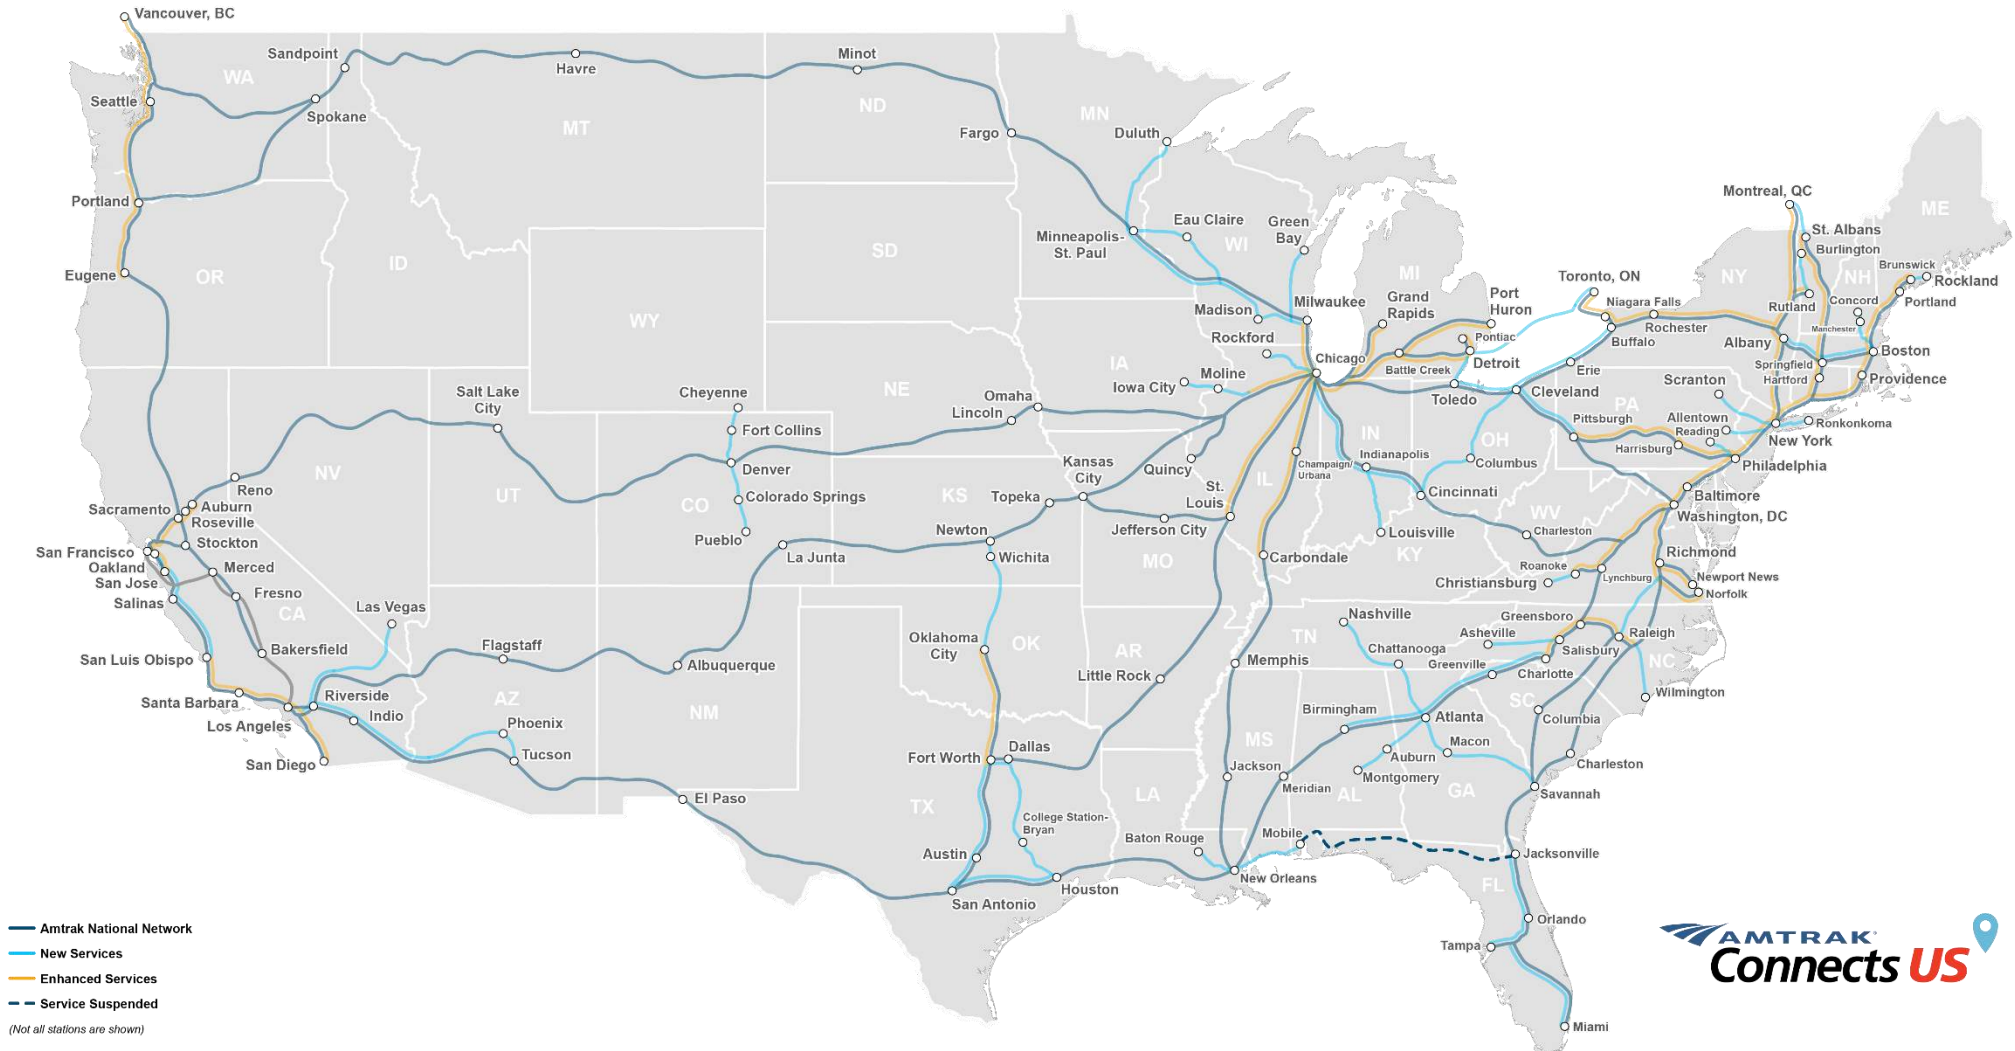 Vancouver, BC
Sandpoint
WA
Havre
Minot
Seattle
Spokane
MT
ND
Fargo
MN
Duluth
Portland
Eugene
OR
ID
SD
Minneapolis-
St. Paul
Eau Claire
WI
Green
Bay
Madison
Milwaukee
Rockford
MI
Grand
Rapids
Port
Huron
Pontiac
Detroit
Battle Creek
Chicago
Toronto, ON
Niagara Falls
Rochester
Buffalo
Erie
Montreal, QC
St. Albans
Burlington
NY
NH
ME
Rutland
Concord
Manchester
Brunswick
Rockland
Portland
Albany
Boston
Springfield
Hartford
Providence
Scranton
Allentown
Reading
Ronkonkoma
New York
Philadelphia
Harrisburg
Pittsburgh
PA
Cleveland
Toledo
OH
Columbus
Cincinnati
IN
Indianapolis
Louisville
KY
WV
Charleston
Baltimore
Washington, DC
Richmond
Newport News
Norfolk
Roanoke
Lynchburg
Christiansburg
WY
NE
IA
Iowa City
Moline
Omaha
Lincoln
Salt Lake
City
Cheyenne
Fort Collins
Denver
Colorado Springs
Pueblo
CO
UT
NV
Reno
Sacramento
Auburn
Roseville
Stockton
San Francisco
Oakland
San Jose
Merced
Salinas
Fresno
CA
Bakersfield
Las Vegas
San Luis Obispo
Santa Barbara
Los Angeles
Riverside
Indio
San Diego
Flagstaff
AZ
Phoenix
Tucson
NM
Albuquerque
La Junta
El Paso
KS
Topeka
Newton
Wichita
Kansas
City
Quincy
Jefferson City
St.
Louis
MO
IL
Champaign/
Urbana
Carbondale
Oklahoma
City
OK
AR
Little Rock
Memphis
TN
Nashville
Chattanooga
Greensboro
Asheville
Greenville
Salisbury
Raleigh
NC
Charlotte
Wilmington
SC
Columbia
Charleston
Savannah
Birmingham
Atlanta
Macon
Auburn
Montgomery
GA
AL
MS
Jackson
Meridian
LA
Baton Rouge
Mobile
New Orleans
Fort Worth
Dallas
TX
College Station-
Bryan
Austin
San Antonio
Houston
Jacksonville
FL
Orlando
Tampa
Miami
Amtrak National Network
New Services
Enhanced Services
Service Suspended
(Not all stations are shown)
AMTRAK
Connects US